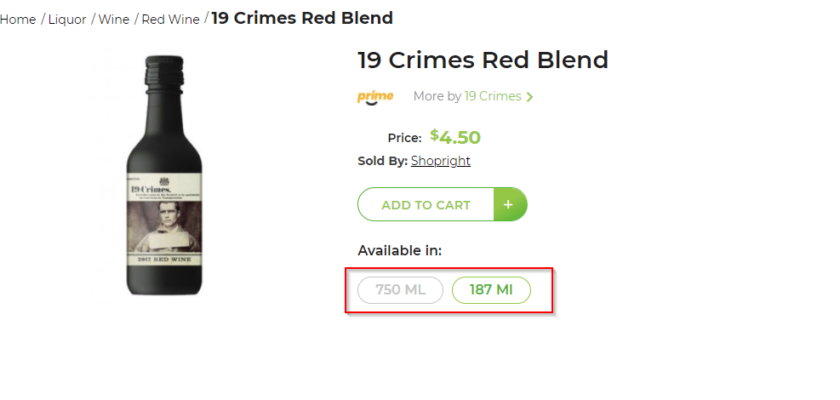 Home / Liquor / Wine / Red Wine / 19 Crimes Red Blend
19 Crimes Red Blend
prime More by 19 Crimes >
Price: $4.50
Sold By: Shopright
ADD TO CART +
Available in:
750 ML 187 Ml
19 Crimes.
2017 RED WINE